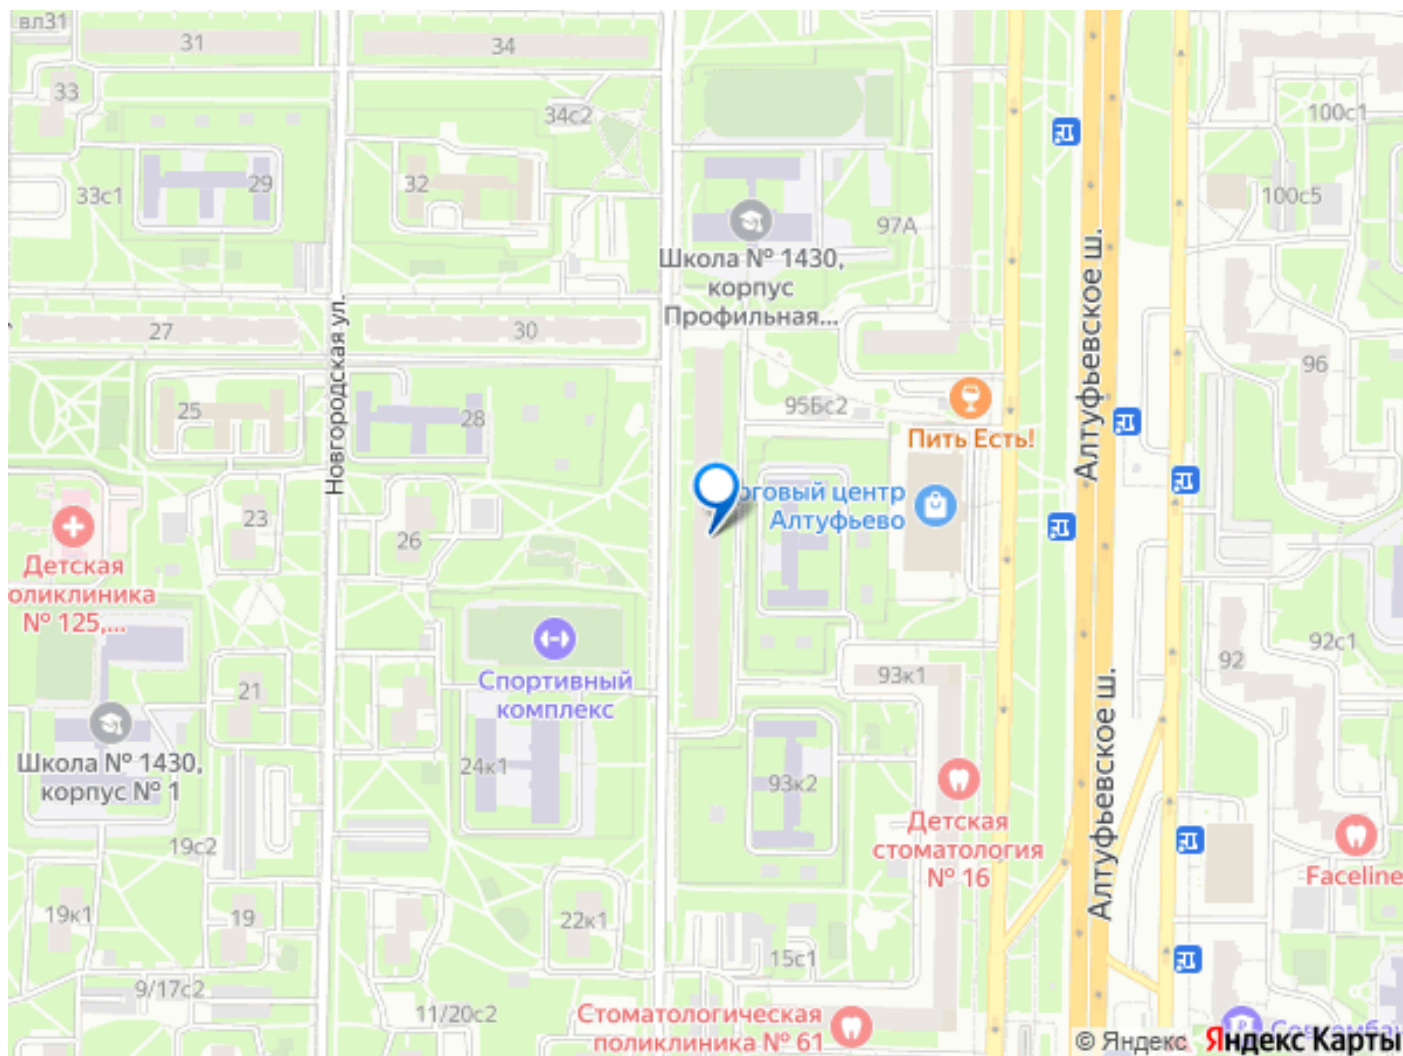 вл31
31
34
33
34с2
100с1
29
32
33с1
100с5
97А
Школа № 1430,
корпус
Профильная...
Алтуфьевское ш.
27
30
Новгородская ул.
96
25
28
95Бс2
Пить Есть!
23
26
говый центр
Алтуфьево
Детская
оликлиника
№ 125,...
21
Спортивный
комплекс
93к1
92
92с1
Школа № 1430,
корпус № 1
24к1
93к2
Алтуфьевское ш.
19с2
Детская
стоматология
№ 16
Faceline
19к1
19
22к1
15с1
9/17с2
11/20с2
Стоматологическая
поликлиника № 61
© Яндекс Яндекс Карты